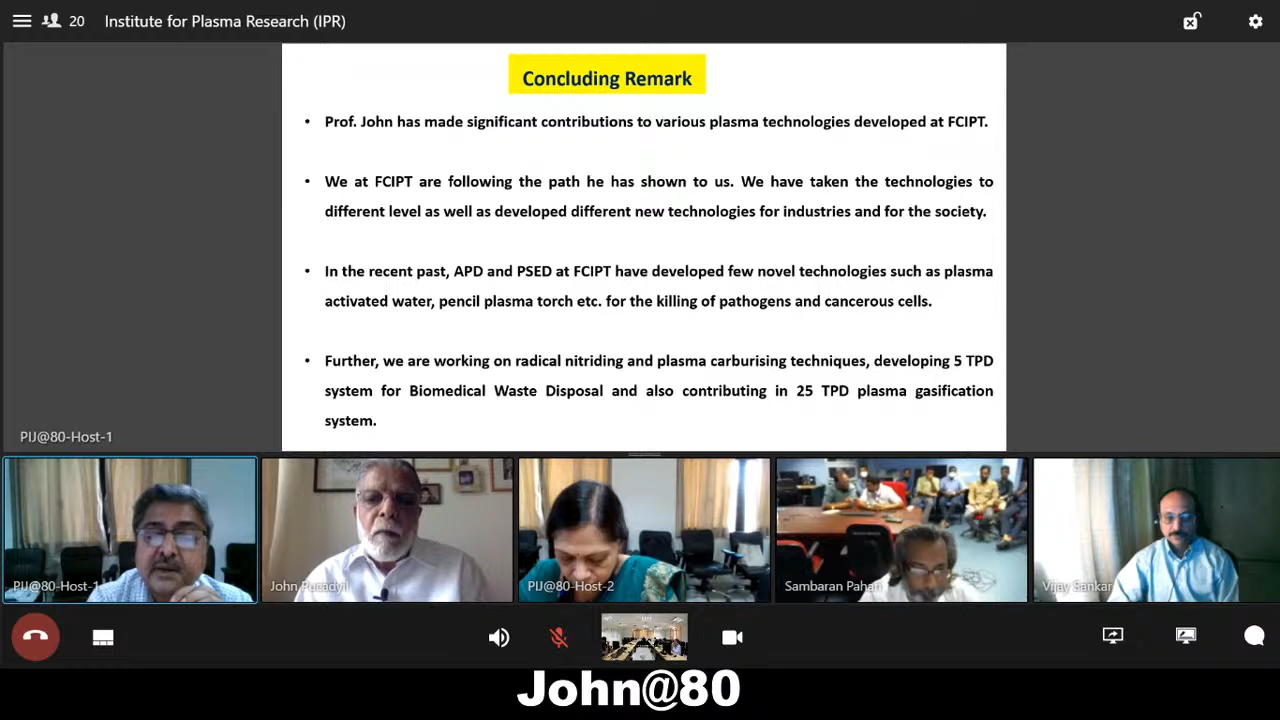 20 Institute for Plasma Research (IPR)
Concluding Remark
• Prof. John has made significant contributions to various plasma technologies developed at FCIPT.
• We at FCIPT are following the path he has shown to us. We have taken the technologies to
different level as well as developed different new technologies for industries and for the society.
• In the recent past, APD and PSED at FCIPT have developed few novel technologies such as plasma
activated water, pencil plasma torch etc. for the killing of pathogens and cancerous cells.
• Further, we are working on radical nitriding and plasma carburising techniques, developing 5 TPD
system for Biomedical Waste Disposal and also contributing in 25 TPD plasma gasification
system.
PIJ@80-Host-1
PIJ@80-Host-1
John Pucadyil
PIJ@80-Host-2
Sambaran Pahari
Vijay Sankar
John@80